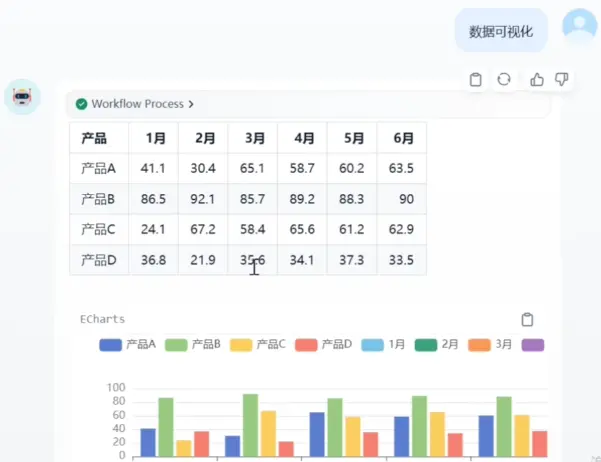 数据可视化
Workflow Process >
产品 1月 2月 3月 4月 5月 6月
产品A 41.1 30.4 65.1 58.7 60.2 63.5
产品B 86.5 92.1 85.7 89.2 88.3 90
产品C 24.1 67.2 58.4 65.6 61.2 62.9
产品D 36.8 21.9 35.6 34.1 37.3 33.5
ECharts
产品A 产品B 产品C 产品D 1月 2月 3月
100
80
60
40
20
0